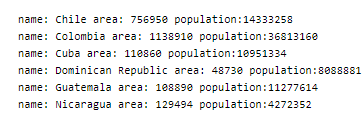 name: Chile area: 756950 population:14333258
name: Colombia area: 1138910 population:36813160
name: Cuba area: 110860 population:10951334
name: Dominican Republic area: 48730 population:8088881
name: Guatemala area: 108890 population:11277614
name: Nicaragua area: 129494 population:4272352